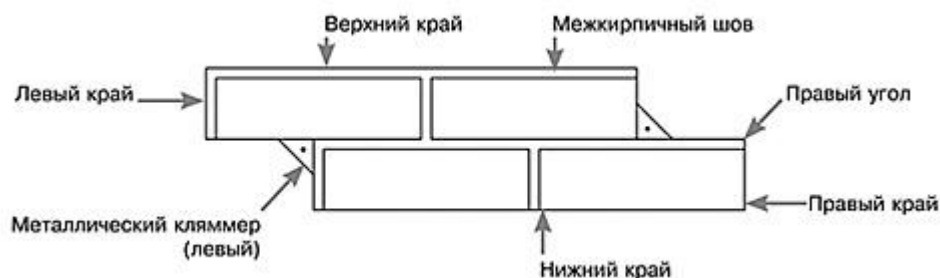 Верхний край
Межкирпичный шов
Левый край
Правый угол
Металлический кляммер
(левый)
Правый край
Нижний край